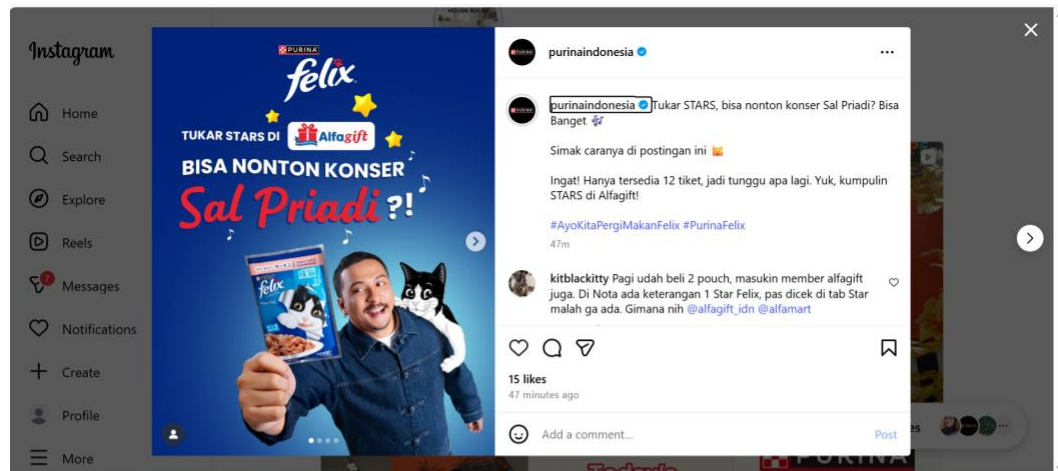 Instagram
Home
Search
Explore
Reels
7
Messages
Notifications
Create
Profile
More
PURINA
felix
TUKAR STARS DI Alfagift
BISA NONTON KONSER
Sal Priadi ?!
felix
purinaindonesia
purinaindonesia Tukar STARS, bisa nonton konser Sal Priadi? Bisa
Banget 🎶
Simak caranya di postingan ini 😸
Ingat! Hanya tersedia 12 tiket, jadi tunggu apa lagi. Yuk, kumpulin
STARS di Alfagift!
#AyoKitaPergiMakanFelix #PurinaFelix
47m
kitblackitty Pagi udah beli 2 pouch, masukin member alfagift
juga. Di Nota ada keterangan 1 Star Felix, pas dicek di tab Star
malah ga ada. Gimana nih @alfagift_idn @alfamart
15 likes
47 minutes ago
Add a comment...
Post
Today's
PURINA